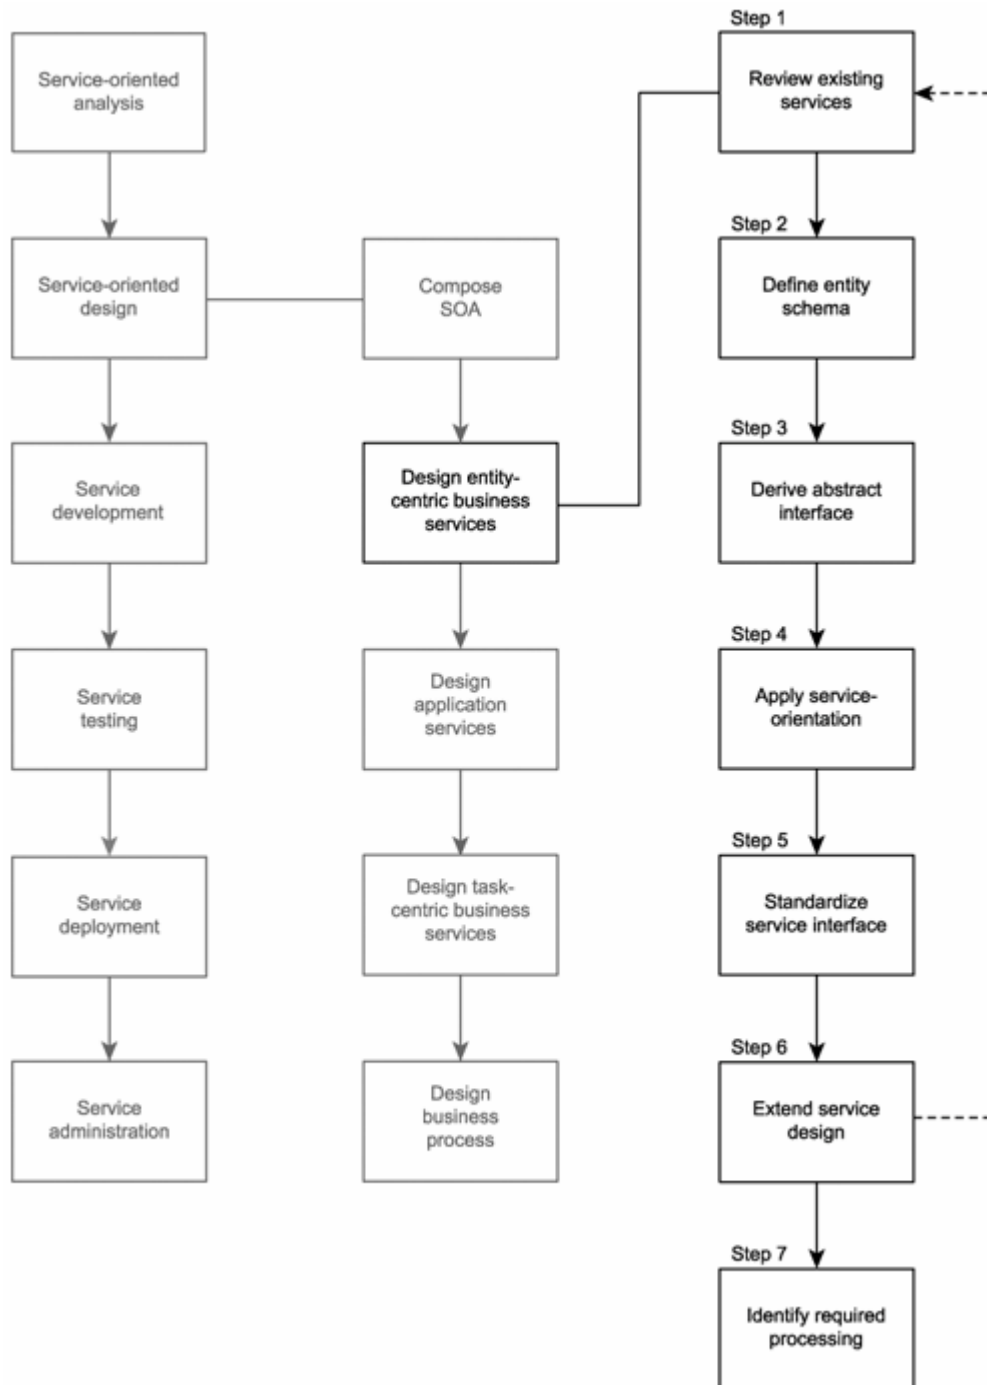 Service-oriented
analysis
Service-oriented
design
Service
development
Service
testing
Service
deployment
Service
administration
Compose
SOA
Design entity-
centric business
services
Design
application
services
Design task-
centric business
services
Design
business
process
Step 1
Review existing
services
Step 2
Define entity
schema
Step 3
Derive abstract
interface
Step 4
Apply service-
orientation
Step 5
Standardize
service interface
Step 6
Extend service
design
Step 7
Identify required
processing